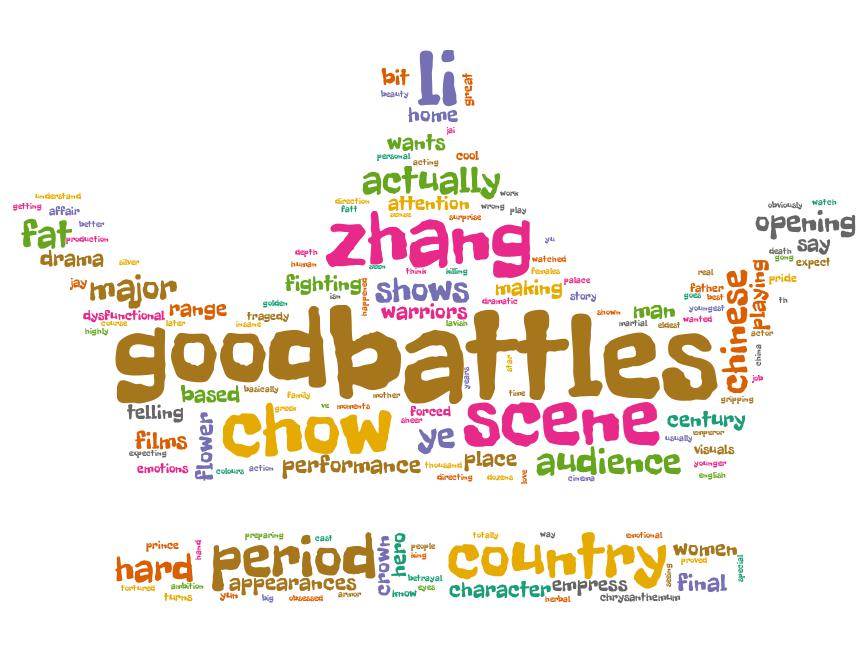 bit li great
beauty
home
jai
wants
personal cool
acting
actually work
direction attention wrong play
fatt sense surprise
understand
getting affair
fat better
production
drama silver
zhang yu
depth
human seen think killing watched
females
obviously watch
opening
say
death gong expect
jay major
fighting happened shows making palace
ism story
golden warriors dramatic
dysfunctional range
course later insane tragedy lavish
highly
real
father goes best
chinese playing pride
youngest th
shown man
martial eldest wanted
actor
china
job
goodbattles
years star
based basically family mother time gripping
telling green ve moments forced
sheer
flower chow ye scene century
films usually emperor
expecting visuals
emotions colours action performance thousand place audience younger
directing dozens love cinema english
prince hand preparing cast
hard period crown hero people
king
totally way emotional
country women
seeing proved special
tortured ambition appearances betrayal
eyes
character empress final
turns yun big obsessed armor know
herbal chrysanthemum